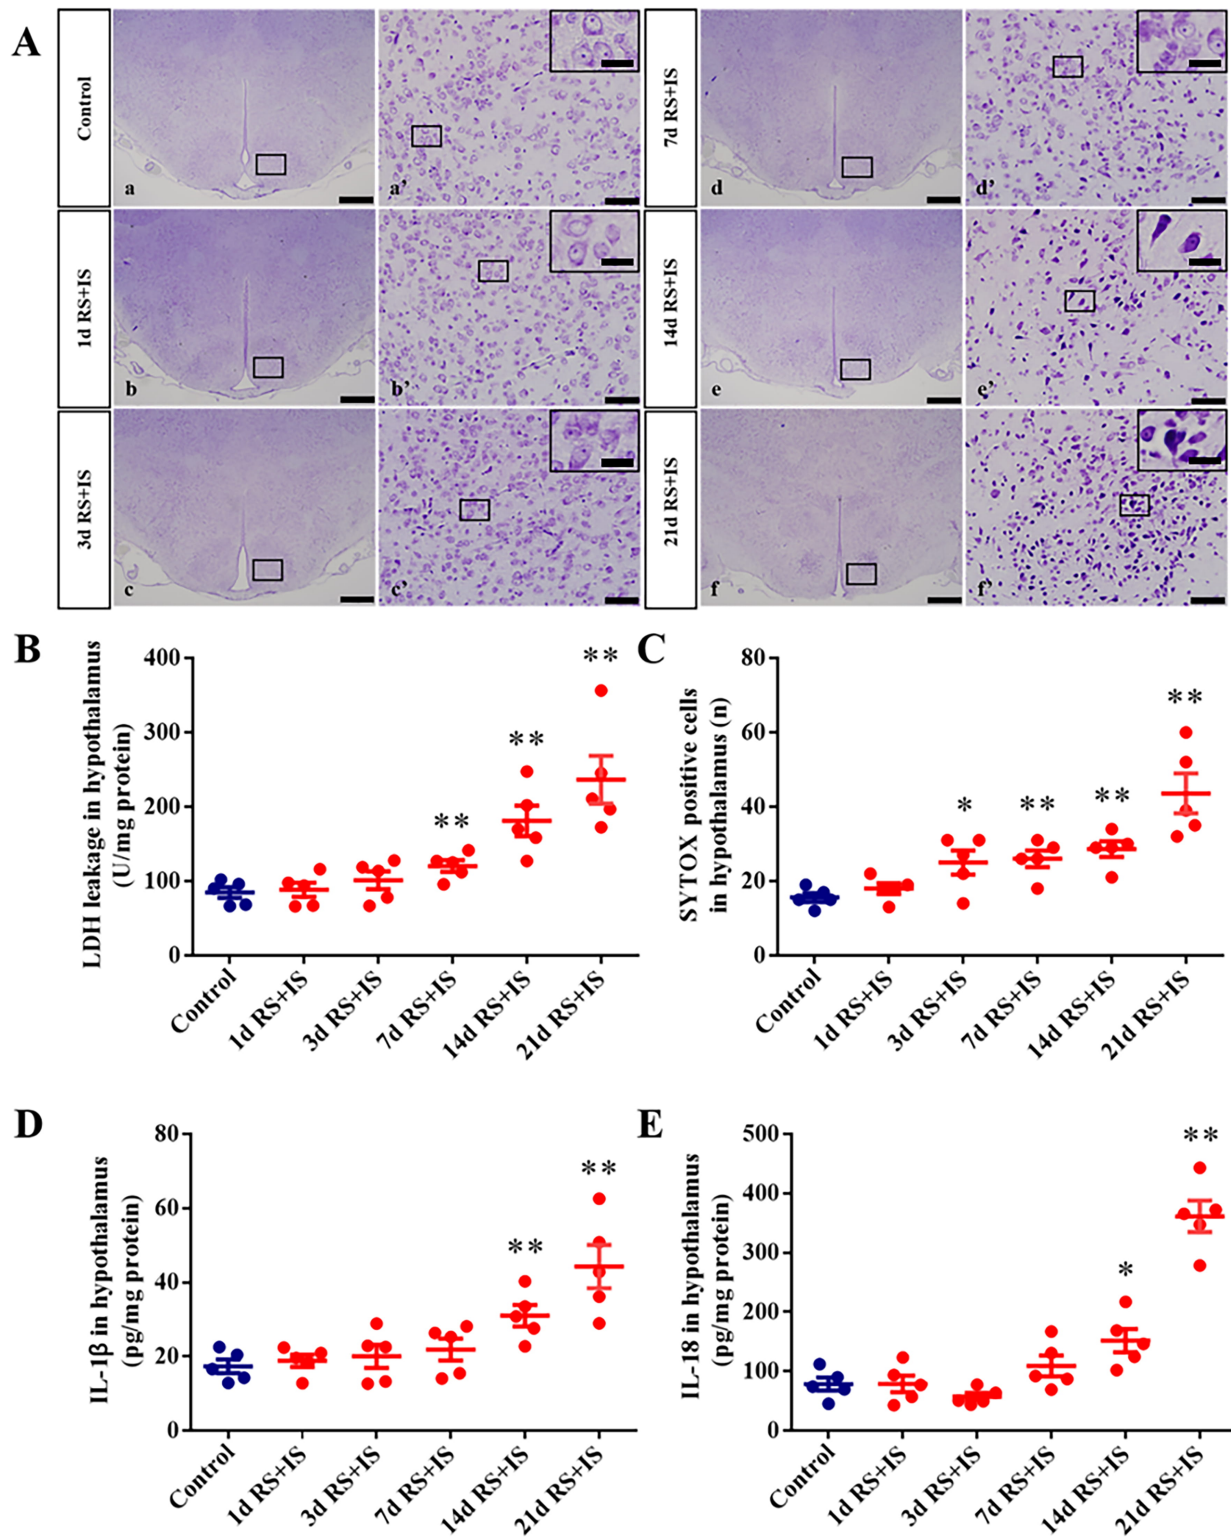 A
Control
a
a'
7d RS+IS
d
d'
1d RS+IS
b
b'
14d RS+IS
e
e'
3d RS+IS
c
c'
21d RS+IS
f
f'
B
LDH leakage in hypothalamus
(U/mg protein)
400
300
200
100
0
**
**
**
Control
1d RS+IS
3d RS+IS
7d RS+IS
14d RS+IS
21d RS+IS
C
SYTOX positive cells
in hypothalamus (n)
80
60
40
20
0
*
**
**
**
Control
1d RS+IS
3d RS+IS
7d RS+IS
14d RS+IS
21d RS+IS
D
IL-1β in hypothalamus
(pg/mg protein)
80
60
40
20
0
**
**
Control
1d RS+IS
3d RS+IS
7d RS+IS
14d RS+IS
21d RS+IS
E
IL-18 in hypothalamus
(pg/mg protein)
500
400
300
200
100
0
*
**
Control
1d RS+IS
3d RS+IS
7d RS+IS
14d RS+IS
21d RS+IS